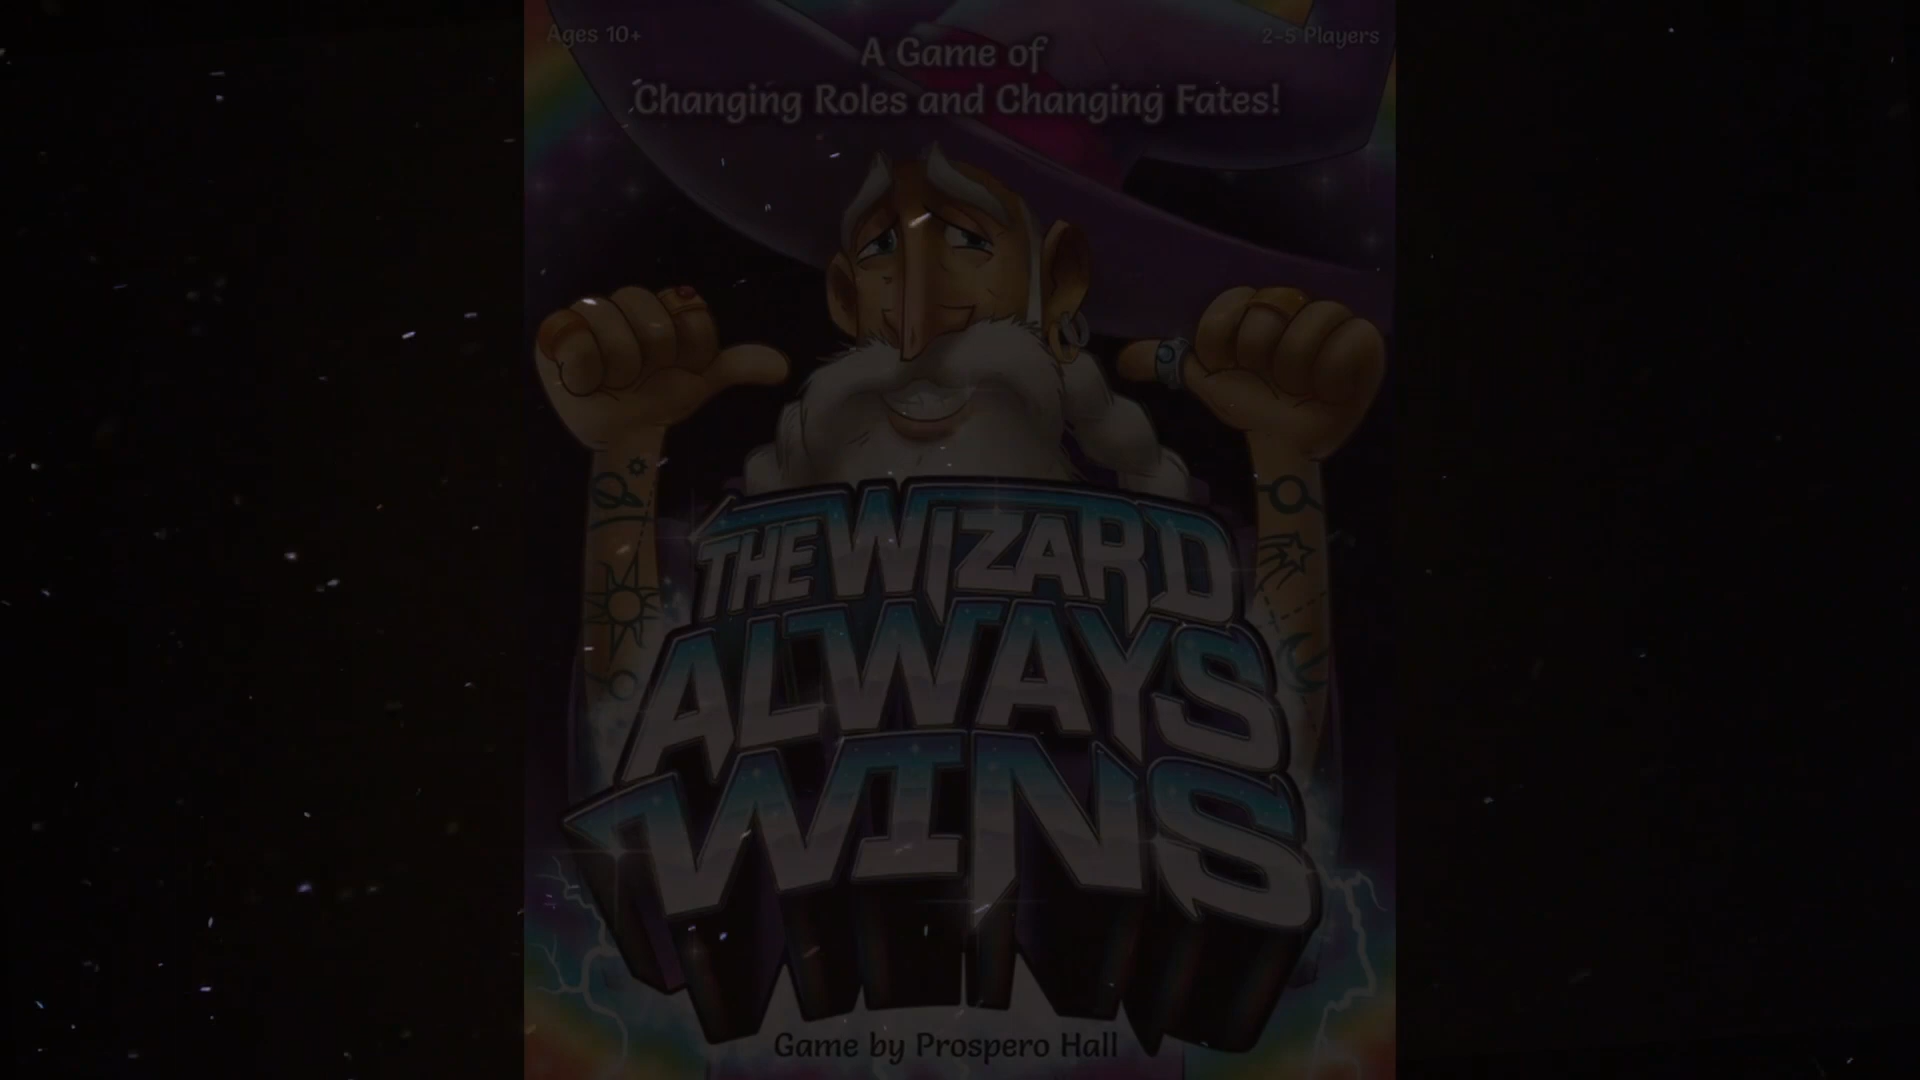 Ages 10+
2-5 Players
A Game of
Changing Roles and Changing Fates!
THE WIZARD
ALWAYS
WINS
Game by Prospero Hall